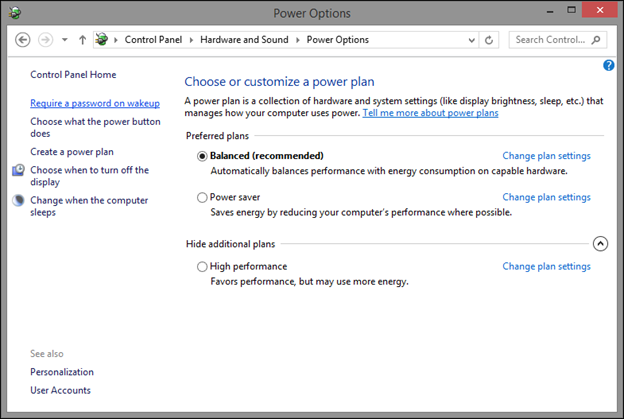 Power Options
Control Panel Hardware and Sound Power Options
Search Control...
Control Panel Home
Require a password on wakeup
Choose what the power button
does
Create a power plan
Choose when to turn off the
display
Change when the computer
sleeps
Choose or customize a power plan
A power plan is a collection of hardware and system settings (like display brightness, sleep, etc.) that
manages how your computer uses power. Tell me more about power plans
Preferred plans
Balanced (recommended) Change plan settings
Automatically balances performance with energy consumption on capable hardware.
Power saver Change plan settings
Saves energy by reducing your computer's performance where possible.
Hide additional plans
High performance Change plan settings
Favors performance, but may use more energy.
See also
Personalization
User Accounts